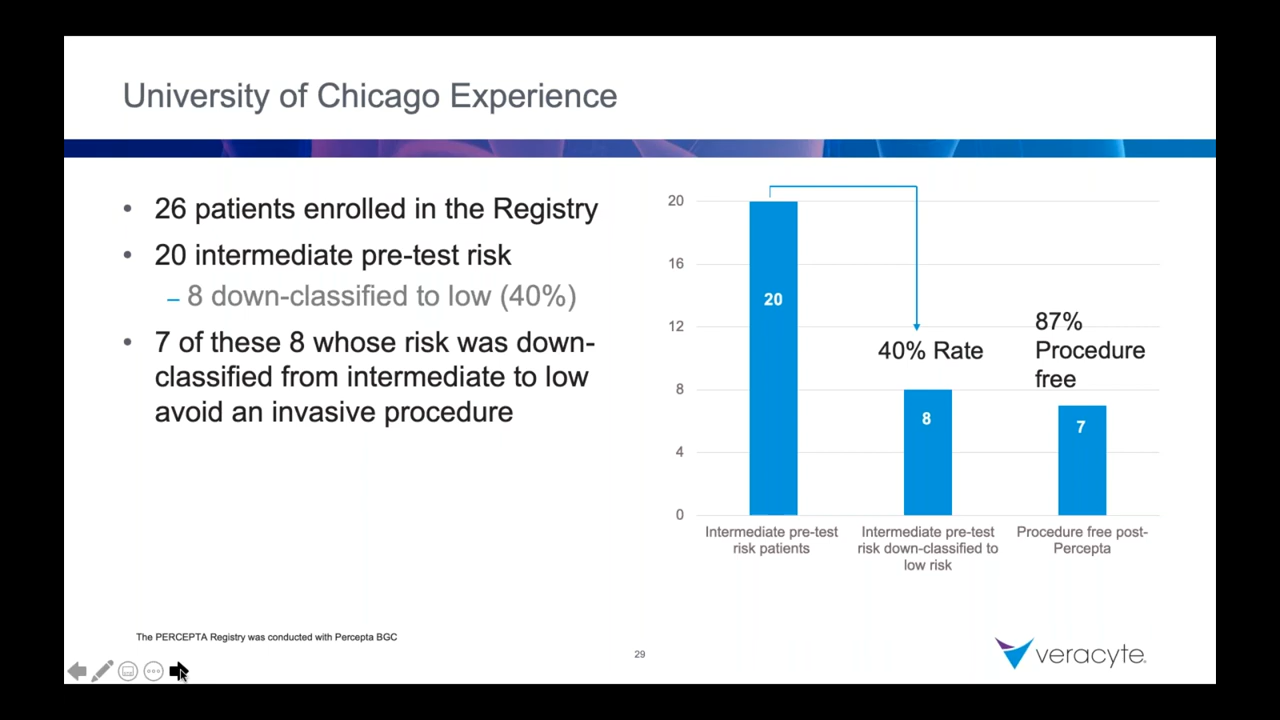 University of Chicago Experience
• 26 patients enrolled in the Registry
• 20 intermediate pre-test risk
– 8 down-classified to low (40%)
• 7 of these 8 whose risk was down-
classified from intermediate to low
avoid an invasive procedure
20
16
12
8
4
0
20
40% Rate
8
87%
Procedure
free
7
Intermediate pre-test
risk patients
Intermediate pre-test
risk down-classified to
low risk
Procedure free post-
Percepta
The PERCEPTA Registry was conducted with Percepta BGC
29
veracyte.